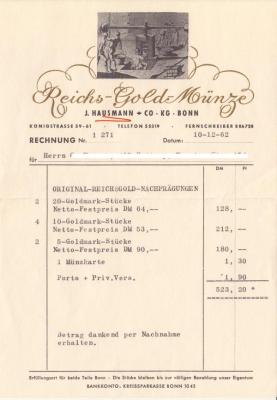 Reichs-Gold-Münze
J. HAUSMANN + CO · KG · BONN
KÖNIGSTRASSE 59-61 · TELEFON 52519 · FERNSCHREIBER 886728
RECHNUNG Nr. 1 271 Datum: 10-12-62
für Herrn
DM PF
ORIGINAL-REICHSGOLD-NACHPRÄGUNGEN
2 20-Goldmark-Stücke
Netto-Festpreis DM 64,-- 128, --
4 10-Goldmark-Stücke
Netto-Festpreis DM 53,-- 212, --
2 5-Goldmark-Stücke
Netto-Festpreis DM 90,-- 180, --
1 Münzkarte 1, 30
Porto + Priv.Vers. 1, 90
523, 20 *
Betrag dankend per Nachnahme
erhalten.
Erfüllungsort für beide Teile Bonn · Die Stücke bleiben bis zur völligen Bezahlung unser Eigentum
BANKKONTO: KREISSPARKASSE BONN 1045